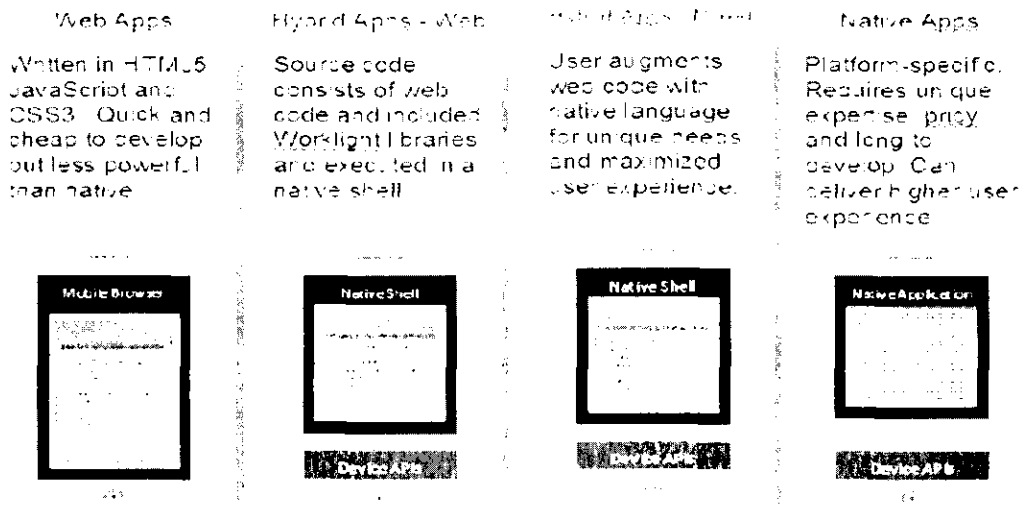 Web Apps
Written in HTML5
JavaScript and
CSS3 Quick and
cheap to develop
but less powerful
than native
Mobile Browser
Hybrid Apps - Web
Source code
consists of web
code and included
Worklight libraries
and executed in a
native shell
Native Shell
Device APIs
Hybrid Apps - Mixed
User augments
web code with
native language
for unique needs
and maximized
user experience.
Native Shell
Device APIs
Native Apps
Platform-specific.
Requires unique
expertise pricy
and long to
develop Can
deliver higher user
experience
Native Application
Device APIs